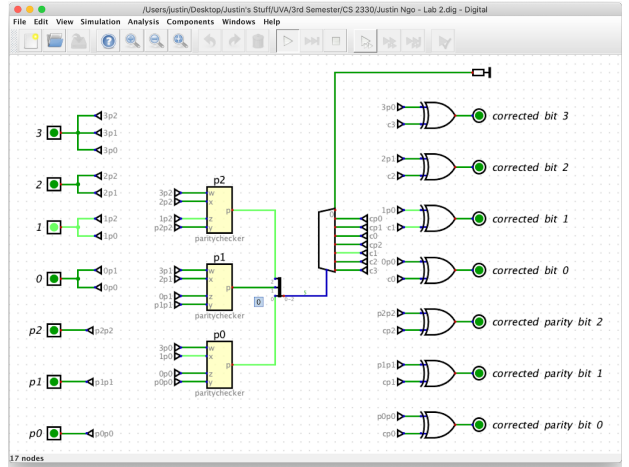 /Users/justin/Desktop/Justin's Stuff/UVA/3rd Semester/CS 2330/Justin Ngo - Lab 2.dig - Digital
File Edit View Simulation Analysis Components Windows Help
3p0
3p2
3 3p1 c3 corrected bit 3
3p0
2p1
2p2
2 2p1 c2 corrected bit 2
p2
3p2 w
2p2 x
1p2 p 1p0
1 1p2 z 0 cp0 c1 corrected bit 1
1p0 p2p2 y cp1
paritychecker c0
cp2
p1 c1
3p1 w c2 0p0
0 0p1 2p1 x c3 c0 corrected bit 0
0p0 p
0p1 z
p1p1 y 0
paritychecker p2p2
p2 p2p2 cp2 corrected parity bit 2
p0
3p0 w
1p0 x
p p1p1
p1 p1p1 0p0 z cp1 corrected parity bit 1
p0p0 y
paritychecker
p0p0
p0 p0p0 cp0 corrected parity bit 0
17 nodes